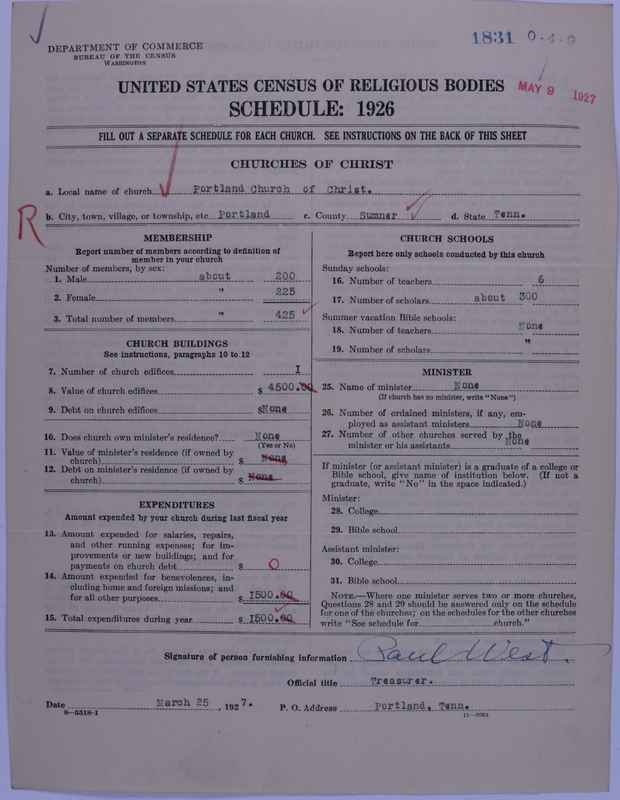 1831 0-4-9
DEPARTMENT OF COMMERCE
BUREAU OF THE CENSUS
WASHINGTON
UNITED STATES CENSUS OF RELIGIOUS BODIES
MAY 9 1927
SCHEDULE: 1926
FILL OUT A SEPARATE SCHEDULE FOR EACH CHURCH. SEE INSTRUCTIONS ON THE BACK OF THIS SHEET
CHURCHES OF CHRIST
a. Local name of church Portland Church of Christ.
R
b. City, town, village, or township, etc. Portland c. County Sumner d. State Tenn.
MEMBERSHIP
Report number of members according to definition of
member in your church
Number of members, by sex:
1. Male about 200
2. Female " 225
3. Total number of members " 425
CHURCH BUILDINGS
See instructions, paragraphs 10 to 12
7. Number of church edifices I
8. Value of church edifices $ 4500.00
9. Debt on church edifices $None
10. Does church own minister's residence? None
(Yes or No)
11. Value of minister's residence (if owned by
church) $ None
12. Debt on minister's residence (if owned by
church) $ None
EXPENDITURES
Amount expended by your church during last fiscal year
13. Amount expended for salaries, repairs,
and other running expenses; for im-
provements or new buildings; and for
payments on church debt $ 0
14. Amount expended for benevolences, in-
cluding home and foreign missions; and
for all other purposes $ I500.00
15. Total expenditures during year $ I500.00
CHURCH SCHOOLS
Report here only schools conducted by this church
Sunday schools:
16. Number of teachers 6
17. Number of scholars about 300
Summer vacation Bible schools:
18. Number of teachers None
19. Number of scholars "
MINISTER
25. Name of minister None
(If church has no minister, write "None")
26. Number of ordained ministers, if any, em-
ployed as assistant ministers None
27. Number of other churches served by the
minister or his assistants None
If minister (or assistant minister) is a graduate of a college or
Bible school, give name of institution below. (If not a
graduate, write "No" in the space indicated.)
Minister:
28. College
29. Bible school
Assistant minister:
30. College
31. Bible school
NOTE.—Where one minister serves two or more churches,
Questions 28 and 29 should be answered only on the schedule
for one of the churches; on the schedules for the other churches
write "See schedule for church."
Signature of person furnishing information Paul West.
Official title Treasurer.
Date March 25, 1927. P. O. Address Portland, Tenn.
8—5518-1 11—9204